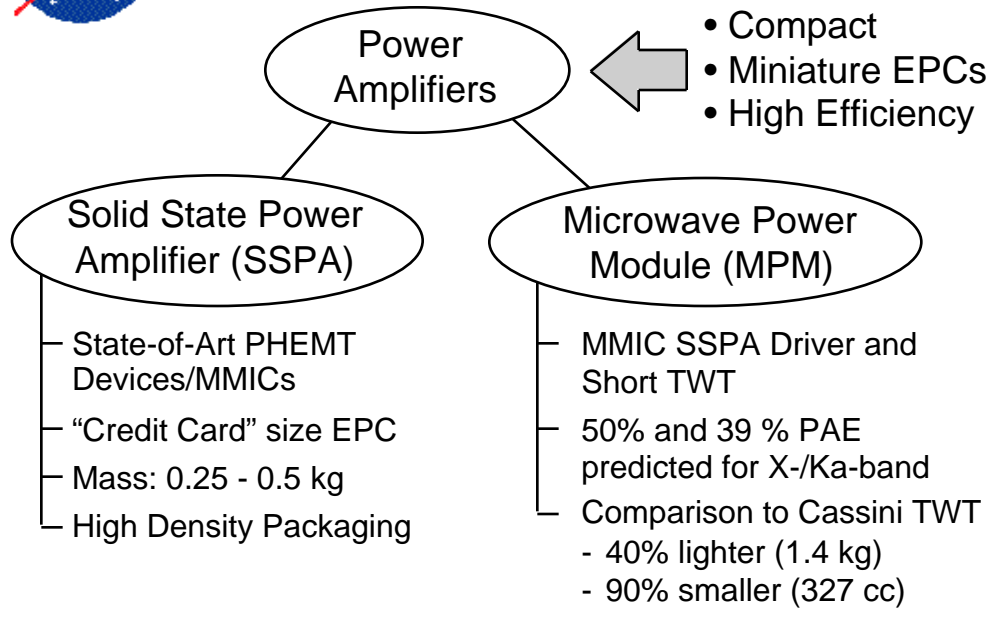 Power
Amplifiers
• Compact
• Miniature EPCs
• High Efficiency
Solid State Power
Amplifier (SSPA)
State-of-Art PHEMT
Devices/MMICs
“Credit Card” size EPC
Mass: 0.25 - 0.5 kg
High Density Packaging
Microwave Power
Module (MPM)
MMIC SSPA Driver and
Short TWT
50% and 39 % PAE
predicted for X-/Ka-band
Comparison to Cassini TWT
- 40% lighter (1.4 kg)
- 90% smaller (327 cc)